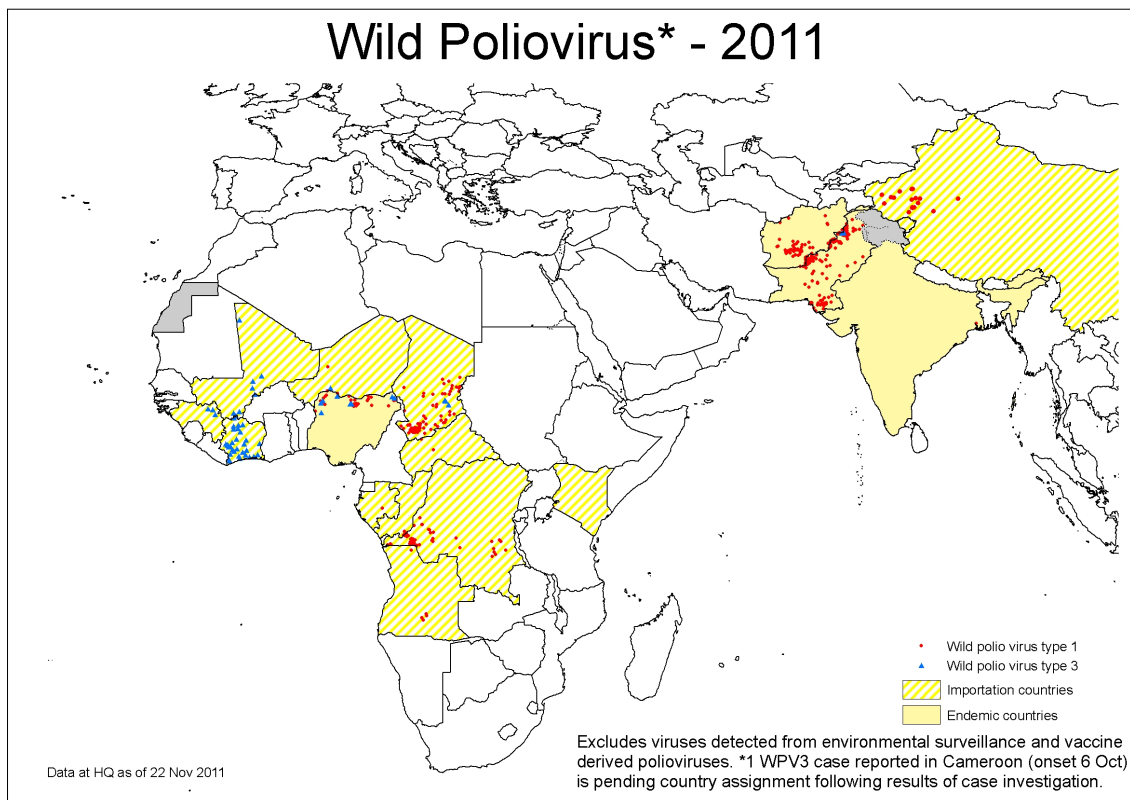 Wild Poliovirus* - 2011
Wild polio virus type 1
Wild polio virus type 3
Importation countries
Endemic countries
Excludes viruses detected from environmental surveillance and vaccine
derived polioviruses. *1 WPV3 case reported in Cameroon (onset 6 Oct)
is pending country assignment following results of case investigation.
Data at HQ as of 22 Nov 2011